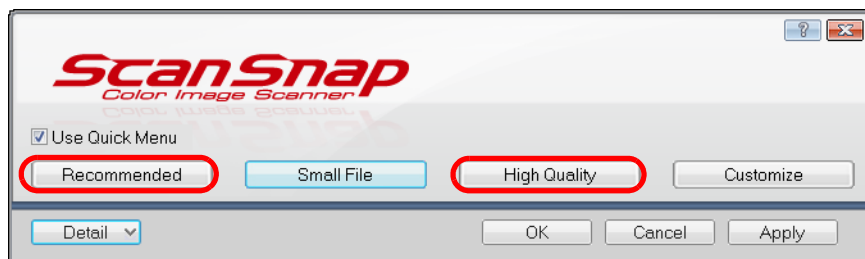 ScanSnap
Color Image Scanner
Use Quick Menu
Recommended Small File High Quality Customize
Detail OK Cancel Apply